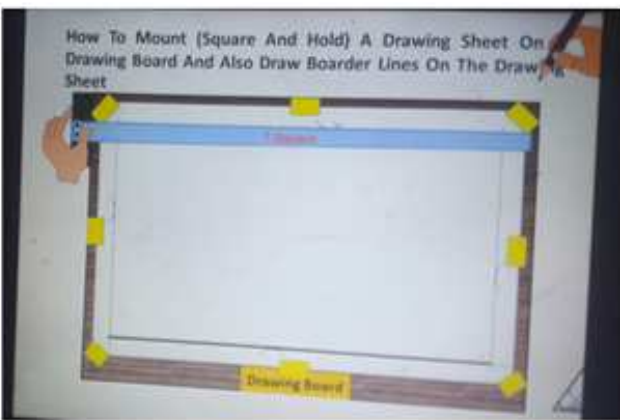 How To Mount (Square And Hold) A Drawing Sheet On
Drawing Board And Also Draw Boarder Lines On The
Sheet
T-Square
Drawing Board